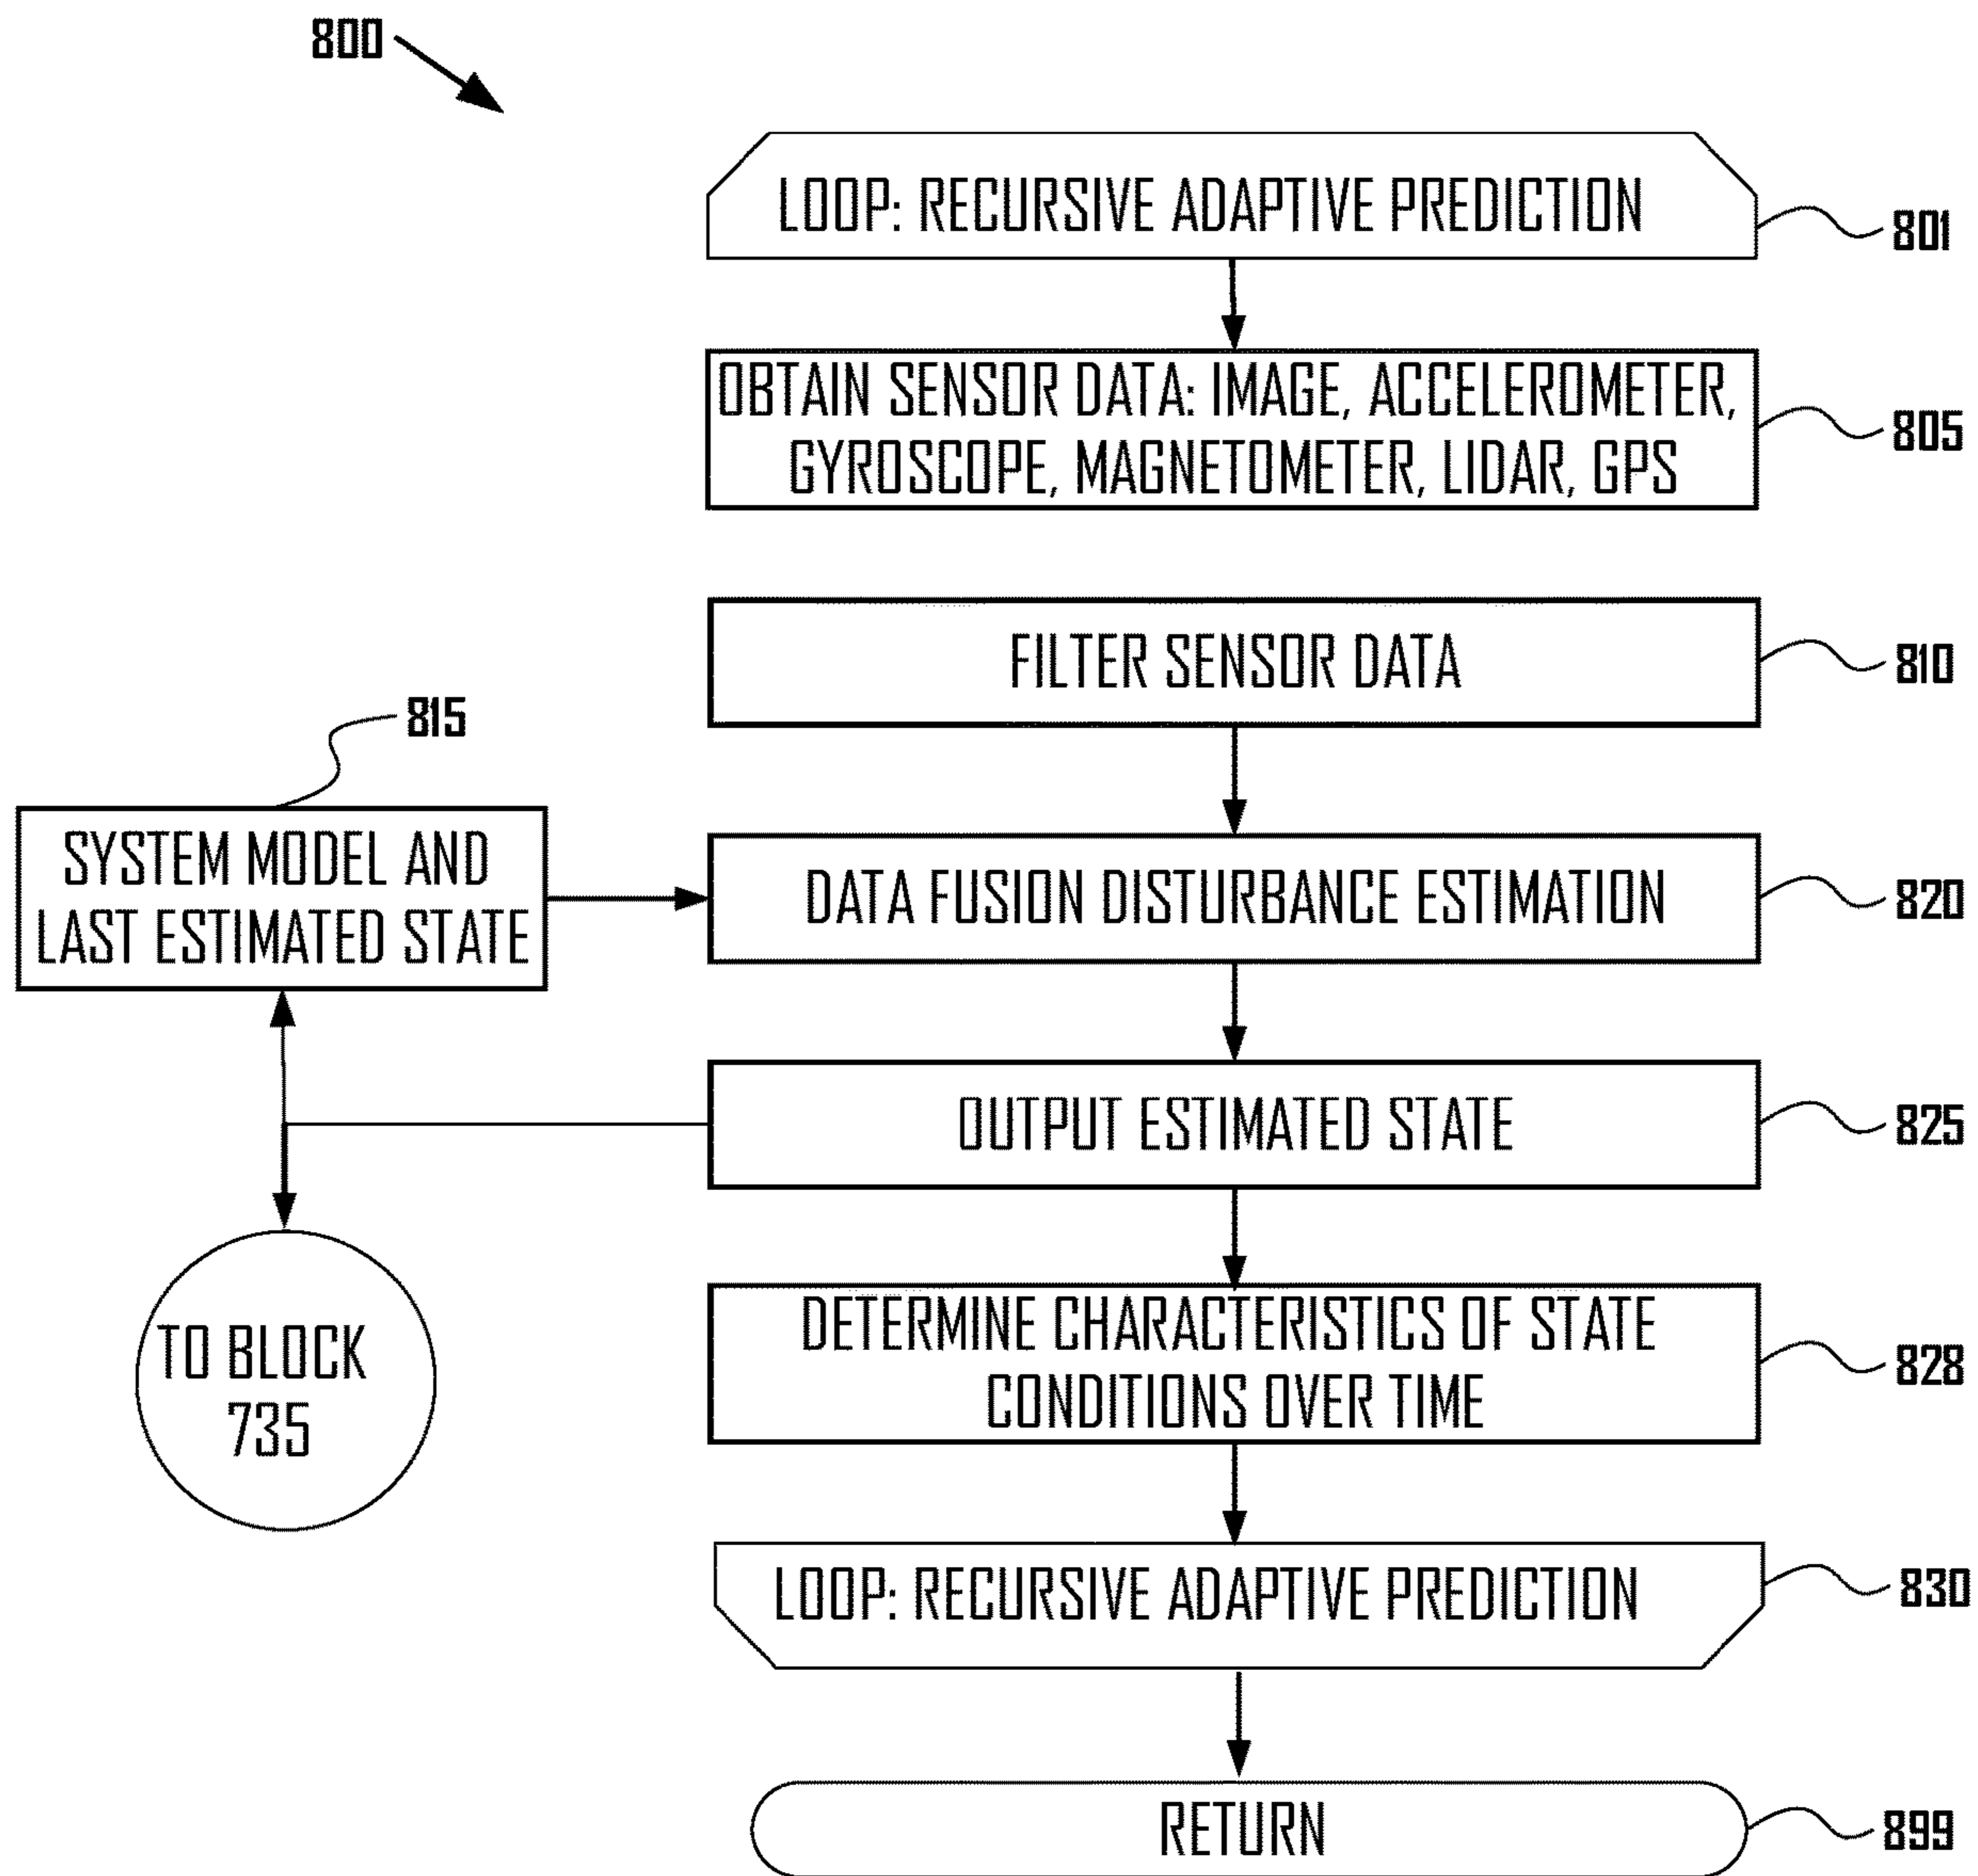 800
LOOP: RECURSIVE ADAPTIVE PREDICTION
801
OBTAIN SENSOR DATA: IMAGE, ACCELEROMETER,
GYROSCOPE, MAGNETOMETER, LIDAR, GPS
805
FILTER SENSOR DATA
810
815
SYSTEM MODEL AND
LAST ESTIMATED STATE
DATA FUSION DISTURBANCE ESTIMATION
820
OUTPUT ESTIMATED STATE
825
TO BLOCK
735
DETERMINE CHARACTERISTICS OF STATE
CONDITIONS OVER TIME
828
LOOP: RECURSIVE ADAPTIVE PREDICTION
830
RETURN
899